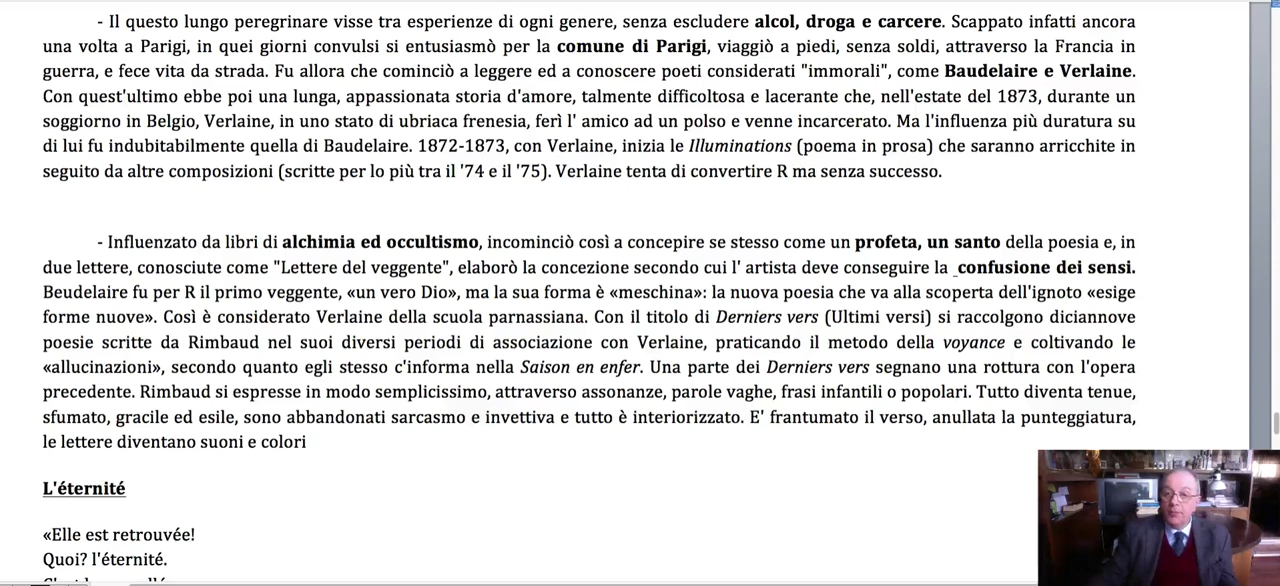 - Il questo lungo peregrinare visse tra esperienze di ogni genere, senza escludere alcol, droga e carcere. Scappato infatti ancora
una volta a Parigi, in quei giorni convulsi si entusiasmò per la comune di Parigi, viaggiò a piedi, senza soldi, attraverso la Francia in
guerra, e fece vita da strada. Fu allora che cominciò a leggere ed a conoscere poeti considerati "immorali", come Baudelaire e Verlaine.
Con quest'ultimo ebbe poi una lunga, appassionata storia d'amore, talmente difficoltosa e lacerante che, nell'estate del 1873, durante un
soggiorno in Belgio, Verlaine, in uno stato di ubriaca frenesia, ferì l' amico ad un polso e venne incarcerato. Ma l'influenza più duratura su
di lui fu indubitabilmente quella di Baudelaire. 1872-1873, con Verlaine, inizia le Illuminations (poema in prosa) che saranno arricchite in
seguito da altre composizioni (scritte per lo più tra il '74 e il '75). Verlaine tenta di convertire R ma senza successo.
- Influenzato da libri di alchimia ed occultismo, incominciò così a concepire se stesso come un profeta, un santo della poesia e, in
due lettere, conosciute come "Lettere del veggente", elaborò la concezione secondo cui l' artista deve conseguire la confusione dei sensi.
Beudelaire fu per R il primo veggente, «un vero Dio», ma la sua forma è «meschina»: la nuova poesia che va alla scoperta dell'ignoto «esige
forme nuove». Così è considerato Verlaine della scuola parnassiana. Con il titolo di Derniers vers (Ultimi versi) si raccolgono diciannove
poesie scritte da Rimbaud nel suoi diversi periodi di associazione con Verlaine, praticando il metodo della voyance e coltivando le
«allucinazioni», secondo quanto egli stesso c'informa nella Saison en enfer. Una parte dei Derniers vers segnano una rottura con l'opera
precedente. Rimbaud si espresse in modo semplicissimo, attraverso assonanze, parole vaghe, frasi infantili o popolari. Tutto diventa tenue,
sfumato, gracile ed esile, sono abbandonati sarcasmo e invettiva e tutto è interiorizzato. E' frantumato il verso, anullata la punteggiatura,
le lettere diventano suoni e colori
L'éternité
«Elle est retrouvée!
Quoi? l'éternité.